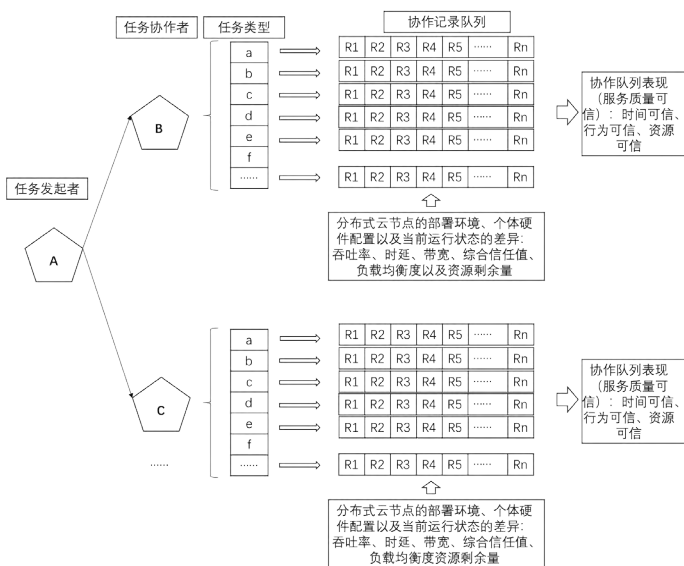 任务协作者 任务类型 协作记录队列
a R1 R2 R3 R4 R5 …… Rn
b R1 R2 R3 R4 R5 …… Rn
c R1 R2 R3 R4 R5 …… Rn
d R1 R2 R3 R4 R5 …… Rn
e R1 R2 R3 R4 R5 …… Rn
f
…… R1 R2 R3 R4 R5 …… Rn
B
协作队列表现
（服务质量可
信）：时间可信、
行为可信、资源
可信
任务发起者
A
分布式云节点的部署环境、个体硬
件配置以及当前运行状态的差异：
吞吐率、时延、带宽、综合信任值、
负载均衡度以及资源剩余量
a R1 R2 R3 R4 R5 …… Rn
b R1 R2 R3 R4 R5 …… Rn
c R1 R2 R3 R4 R5 …… Rn
d R1 R2 R3 R4 R5 …… Rn
e R1 R2 R3 R4 R5 …… Rn
f
…… R1 R2 R3 R4 R5 …… Rn
C
……
协作队列表现
（服务质量可
信）：时间可信、
行为可信、资源
可信
分布式云节点的部署环境、个体硬
件配置以及当前运行状态的差异：
吞吐率、时延、带宽、综合信任值、
负载均衡度资源剩余量